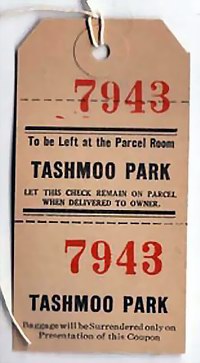 7943
To be Left at the Parcel Room
TASHMOO PARK
LET THIS CHECK REMAIN ON PARCEL
WHEN DELIVERED TO OWNER.
7943
TASHMOO PARK
Baggage will be Surrendered only on
Presentation of this Coupon